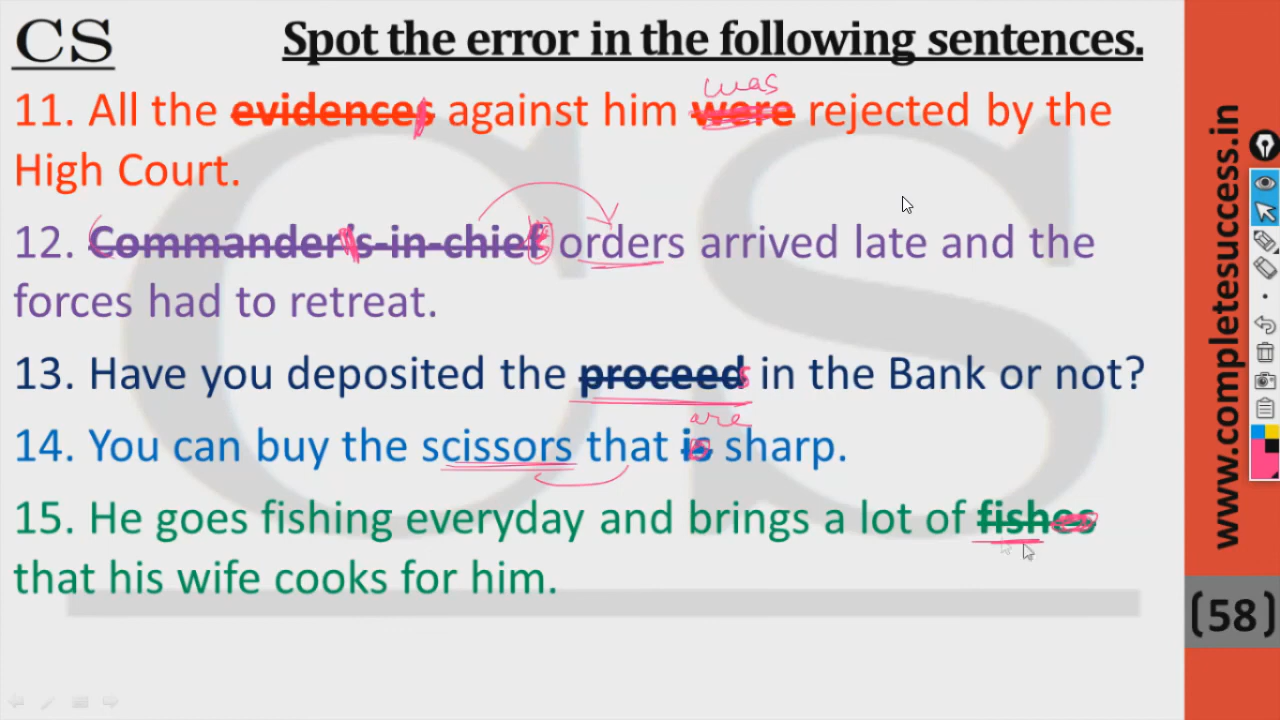 CS
Spot the error in the following sentences.
was
11. All the evidences against him were rejected by the
High Court.
12. Commander's-in-chief orders arrived late and the
forces had to retreat.
13. Have you deposited the proceeds in the Bank or not?
are
14. You can buy the scissors that is sharp.
15. He goes fishing everyday and brings a lot of fishes
that his wife cooks for him.
www.completesuccess.in
(58)